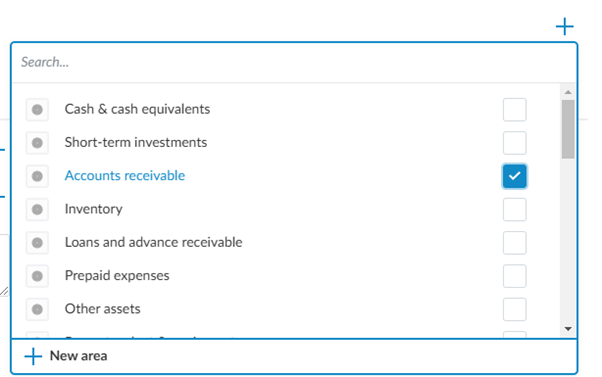 Search...
Cash & cash equivalents
Short-term investments
Accounts receivable
Inventory
Loans and advance receivable
Prepaid expenses
Other assets
New area